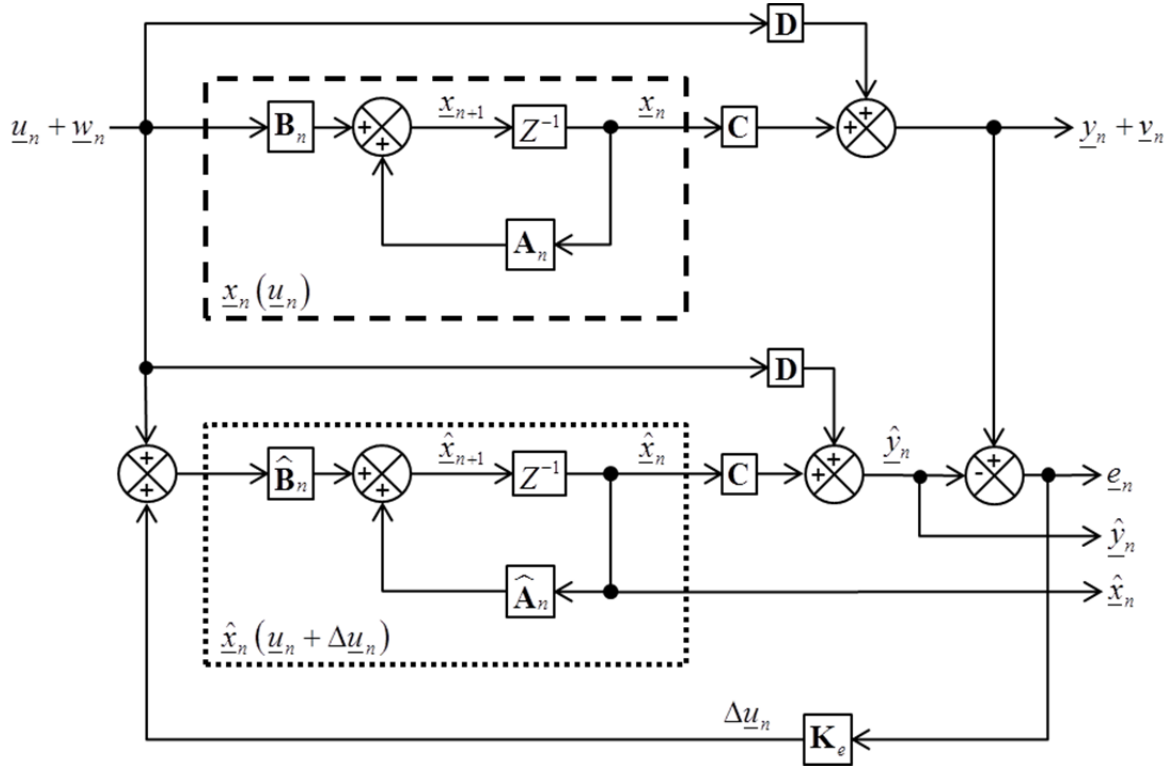 D
u_n + w_n
B_n
+
+
x_{n+1}
Z^{-1}
x_n
C
+
+
y_n + v_n
A_n
x_n (u_n)
D
+
+
B̂_n
+
+
x̂_{n+1}
Z^{-1}
x̂_n
C
+
+
ŷ_n
-
+
e_n
ŷ_n
Â_n
x̂_n
x̂_n (u_n + Δu_n)
Δu_n
K_e